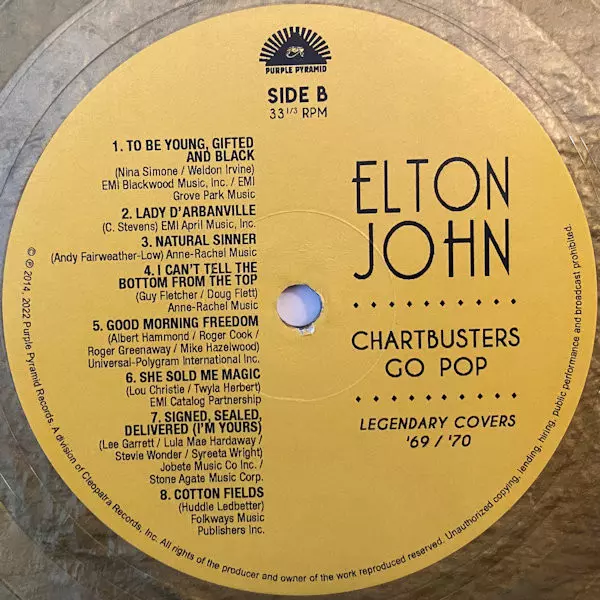 PURPLE PYRAMID
SIDE B
33 1/3 RPM
1. TO BE YOUNG, GIFTED
AND BLACK
(Nina Simone / Weldon Irvine)
EMI Blackwood Music, Inc. / EMI
Grove Park Music
2. LADY D'ARBANVILLE
(C. Stevens) EMI April Music, Inc.
3. NATURAL SINNER
(Andy Fairweather-Low) Anne-Rachel Music
4. I CAN'T TELL THE
BOTTOM FROM THE TOP
(Guy Fletcher / Doug Flett)
Anne-Rachel Music
5. GOOD MORNING FREEDOM
(Albert Hammond / Roger Cook /
Roger Greenaway / Mike Hazelwood)
Universal-Polygram International Inc.
6. SHE SOLD ME MAGIC
(Lou Christie / Twyla Herbert)
EMI Catalog Partnership
7. SIGNED, SEALED,
DELIVERED (I'M YOURS)
(Lee Garrett / Lula Mae Hardaway /
Stevie Wonder / Syreeta Wright)
Jobete Music Co Inc. /
Stone Agate Music Corp.
8. COTTON FIELDS
(Huddie Ledbetter)
Folkways Music
Publishers Inc.
ELTON
JOHN
CHARTBUSTERS
GO POP
LEGENDARY COVERS
'69 / '70
© ℗ 2014, 2022 Purple Pyramid Records. A division of Cleopatra Records, Inc. All rights of the producer and owner of the work reproduced reserved. Unauthorized copying, lending, hiring, public performance and broadcast prohibited.